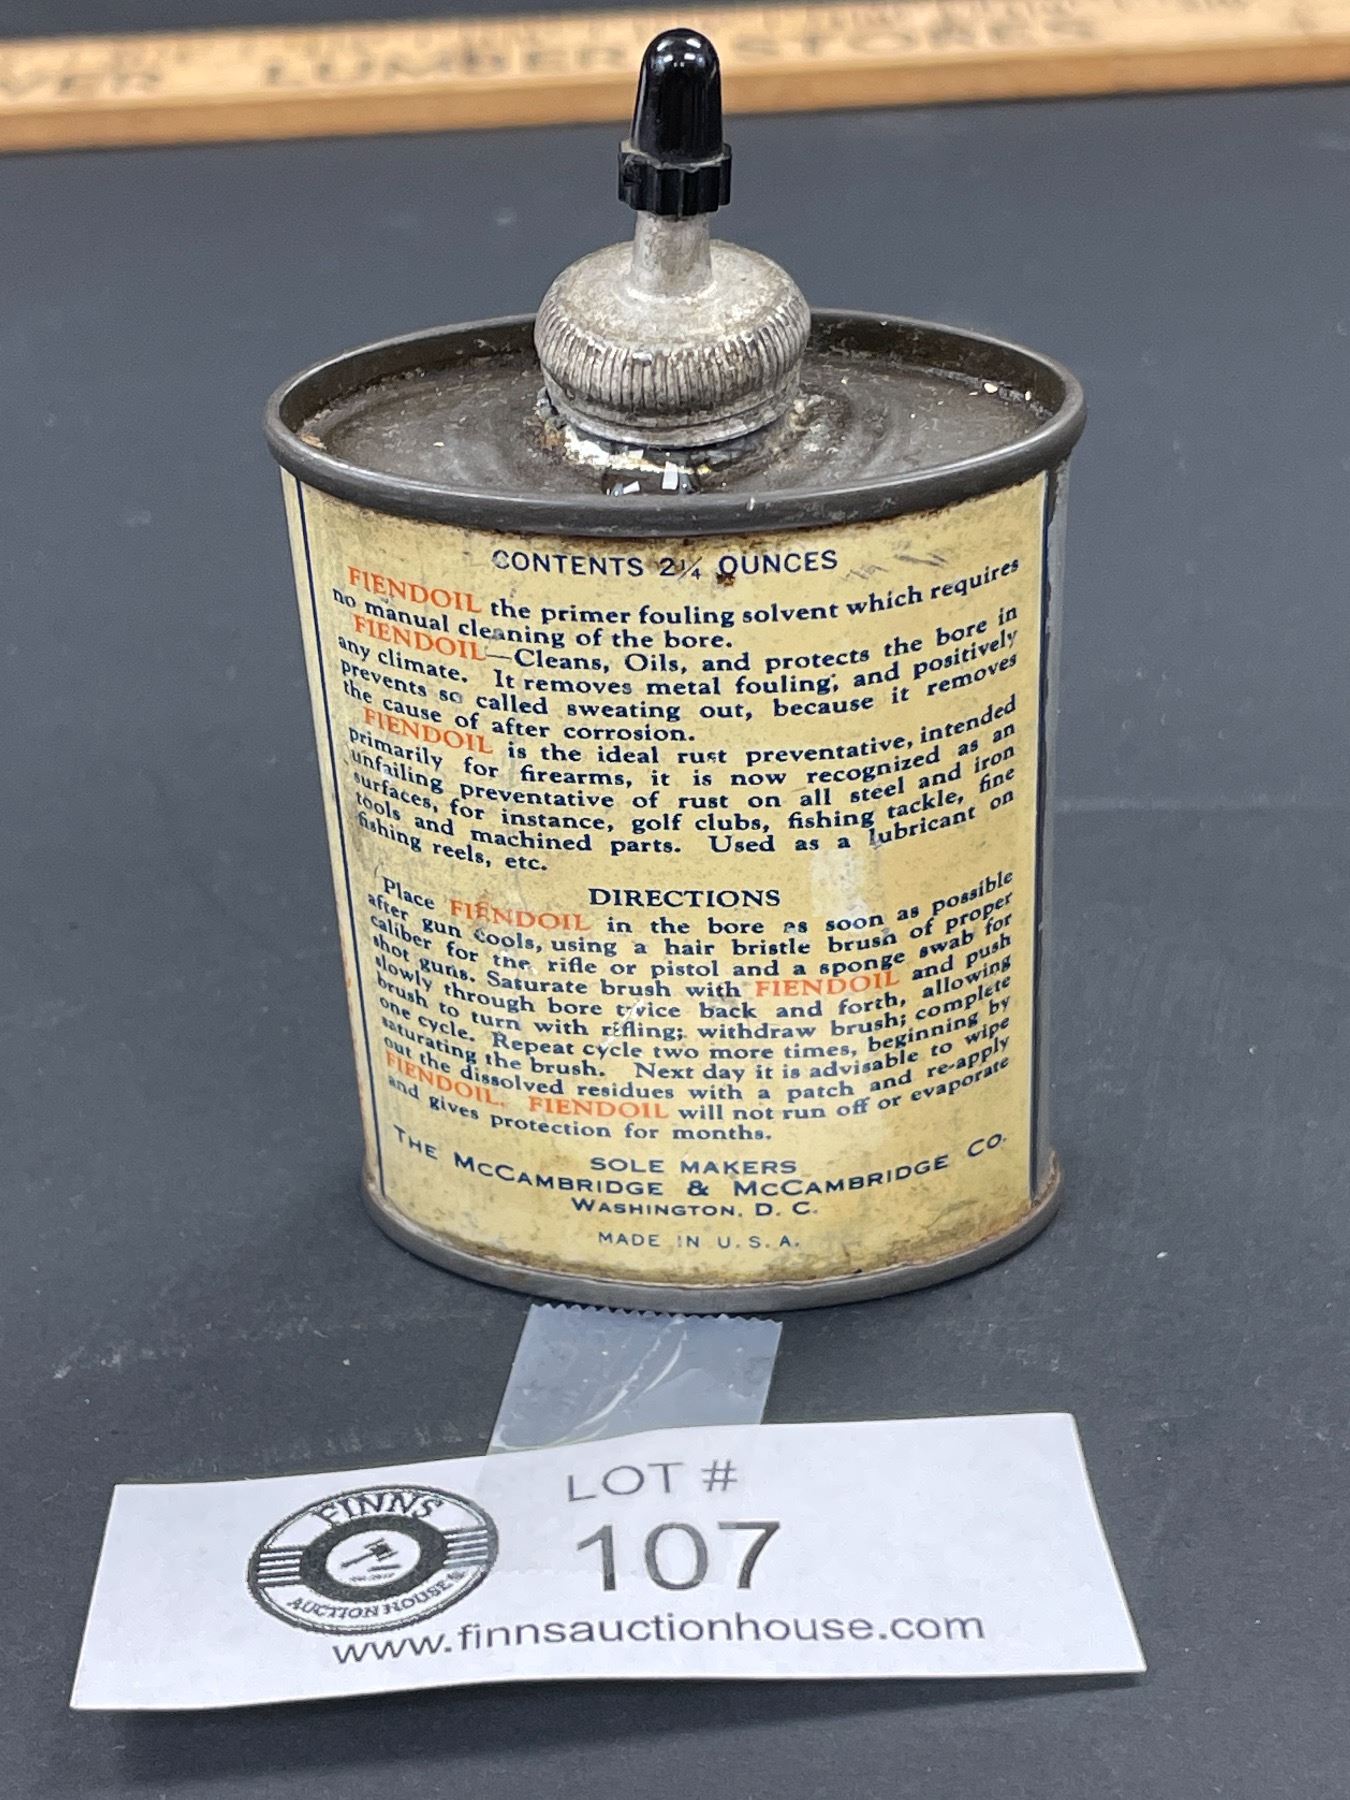 VER LUMBER STORES
CONTENTS 2¼ OUNCES
FIENDOIL the primer fouling solvent which requires
no manual cleaning of the bore.
FIENDOIL—Cleans, Oils, and protects the bore in
any climate. It removes metal fouling; and positively
prevents so called sweating out, because it removes
the cause of after corrosion.
FIENDOIL is the ideal rust preventative, intended
primarily for firearms, it is now recognized as an
unfailing preventative of rust on all steel and iron
surfaces, for instance, golf clubs, fishing tackle, fine
tools and machined parts. Used as a lubricant on
fishing reels, etc.
DIRECTIONS
Place FIENDOIL in the bore as soon as possible
after gun cools, using a hair bristle brush of proper
caliber for the rifle or pistol and a sponge swab for
shot guns. Saturate brush with FIENDOIL and push
slowly through bore twice back and forth, allowing
brush to turn with rifling; withdraw brush; complete
one cycle. Repeat cycle two more times, beginning by
saturating the brush. Next day it is advisable to wipe
out the dissolved residues with a patch and re-apply
FIENDOIL. FIENDOIL will not run off or evaporate
and gives protection for months.
SOLE MAKERS
THE MCCAMBRIDGE & MCCAMBRIDGE CO.
WASHINGTON, D. C.
MADE IN U.S.A.
LOT #
FINNS
107
AUCTION HOUSE
www.finnsauctionhouse.com